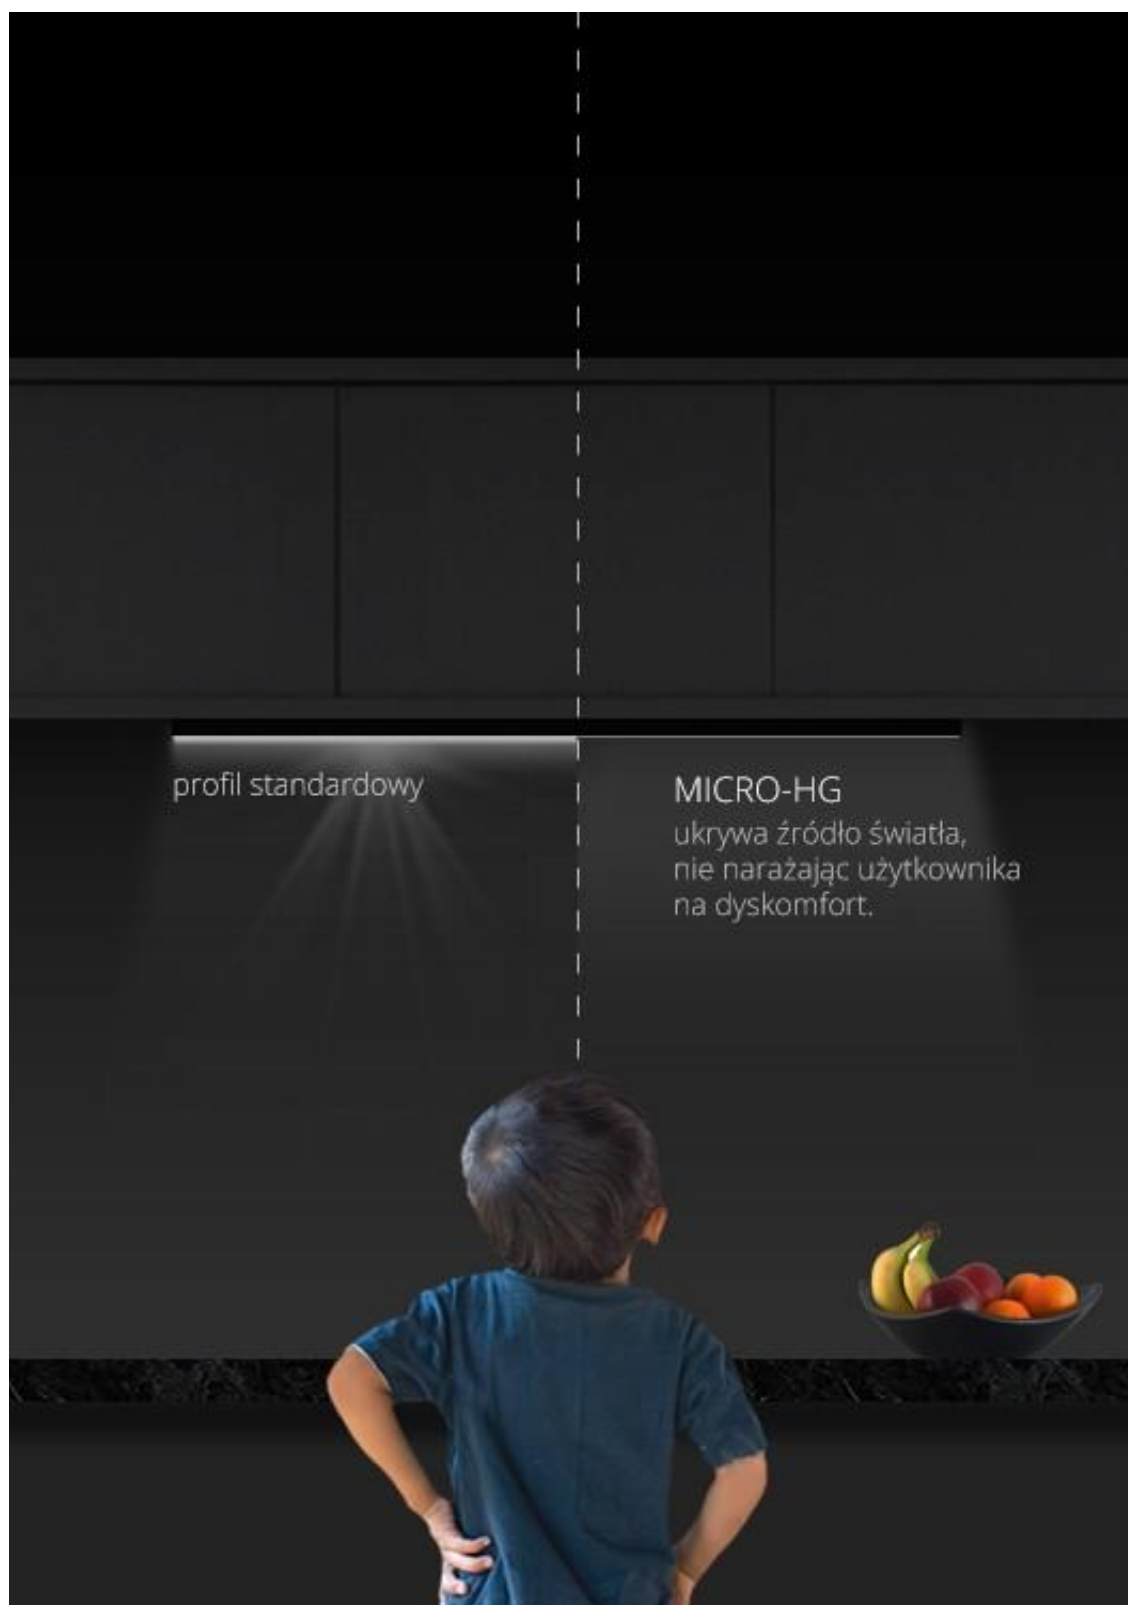 profil standardowy
MICRO-HG
ukrywa źródło światła,
nie narażając użytkownika
na dyskomfort.